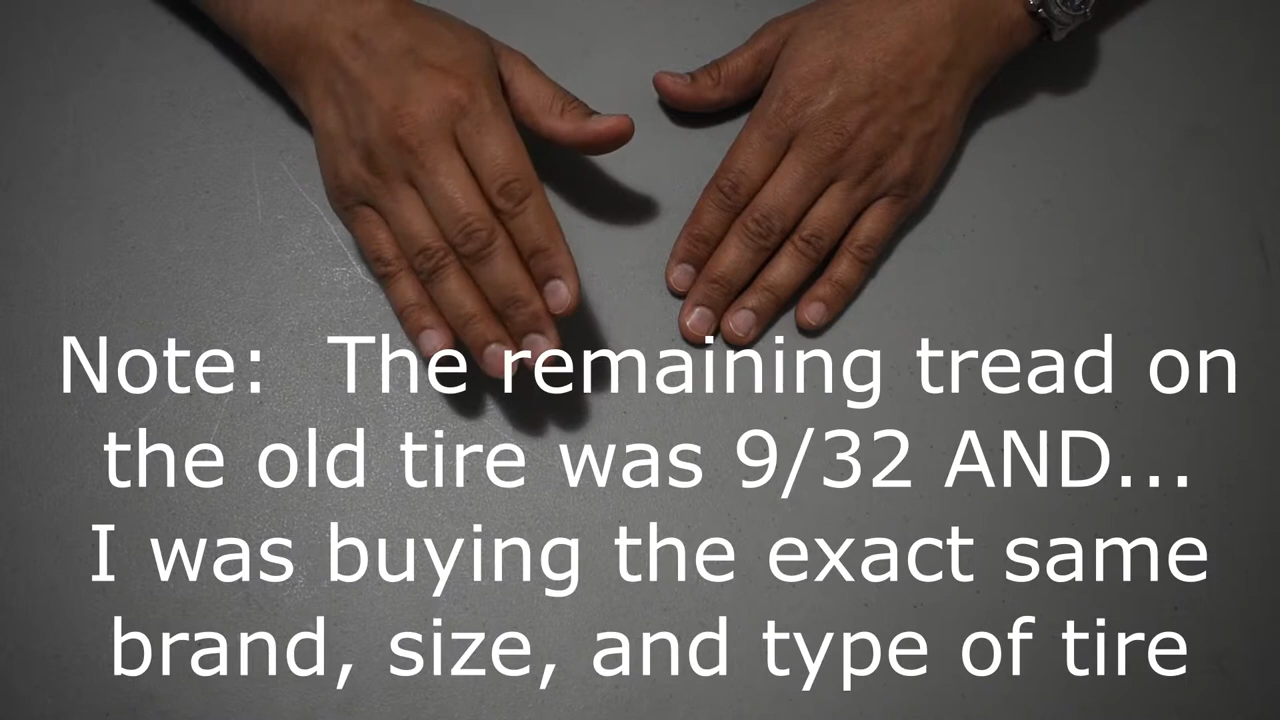 Note:  The remaining tread on
the old tire was 9/32 AND...
I was buying the exact same
brand, size, and type of tire